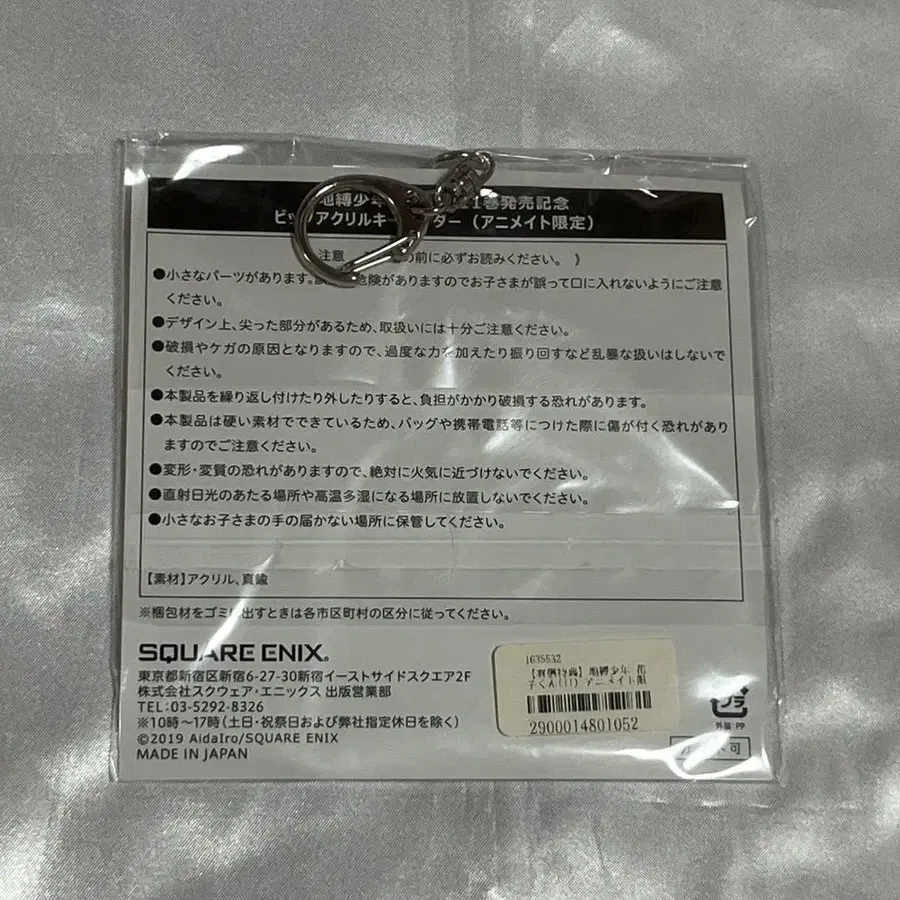 地縛少年 11巻発売記念
ビッグアクリルキー ダー（アニメイト限定）
注意 の前に必ずお読みください。 》
●小さなパーツがあります。 危険がありますのでお子さまが誤って口に入れないようにご注意
ください。
●デザイン上、尖った部分があるため、取扱いには十分ご注意ください。
●破損やケガの原因となりますので、過度な力を加えたり振り回すなど乱暴な扱いはしないで
ください。
●本製品を繰り返し付けたり外したりすると、負担がかかり破損する恐れがあります。
●本製品は硬い素材でできているため、バッグや携帯電話等につけた際に傷が付く恐れがあり
ますのでご注意ください。
●変形・変質の恐れがありますので、絶対に火気に近づけないでください。
●直射日光のあたる場所や高温多湿になる場所に放置しないでください。
●小さなお子さまの手の届かない場所に保管してください。
【素材】アクリル、真鍮
※梱包材をゴミに出すときは各市区町村の区分に従ってください。
SQUARE ENIX®
東京都新宿区新宿6-27-30新宿イーストサイドスクエア2F
株式会社スクウェア・エニックス 出版営業部
TEL:03-5292-8326
※10時～17時（土日・祝祭日および弊社指定休日を除く）
©2019 AidaIro/SQUARE ENIX
MADE IN JAPAN
1635532
【有償特典】地縛少年 花
子くん(11) アニメイト限
2900014801052
プラ
外装:PP
不可